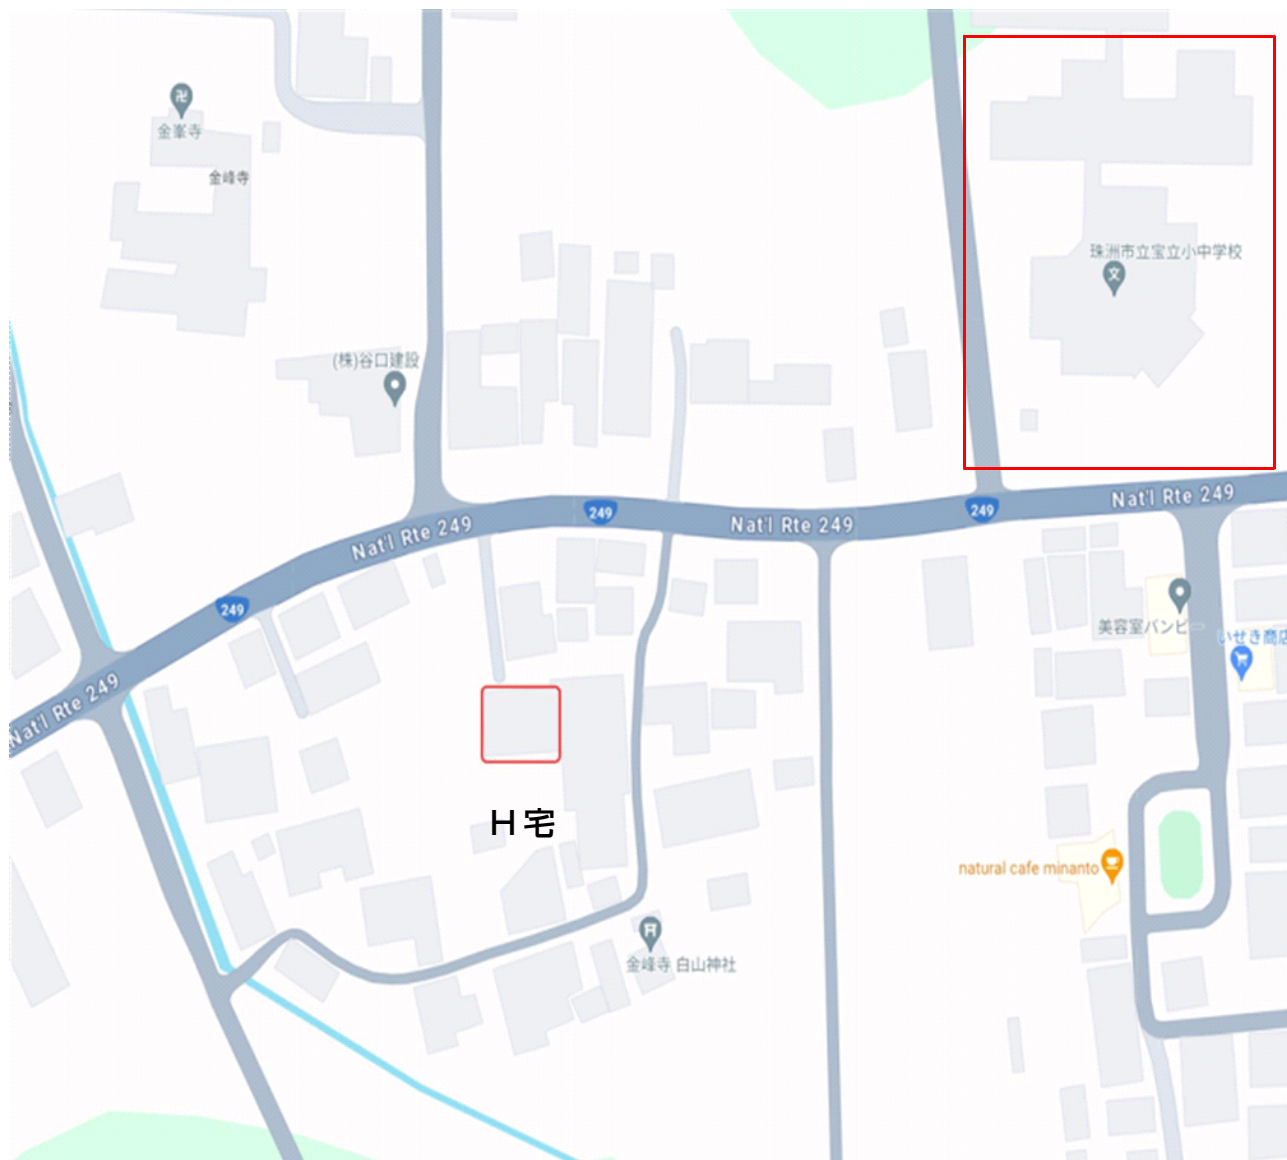 金峯寺
金峰寺
珠洲市立宝立小中学校
(株)谷口建設
Nat'l Rte 249
249
249
Nat'l Rte 249
Nat'l Rte 249
249
Nat'l Rte 249
美容室バンビー
いせき商店
Nat'l Rte 249
H宅
natural cafe minanto
金峰寺 白山神社